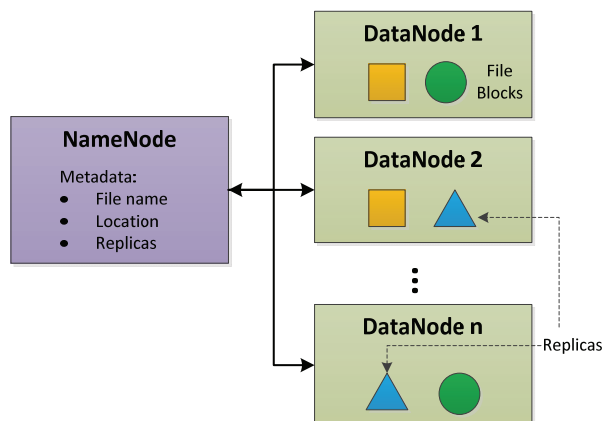 NameNode
Metadata:
• File name
• Location
• Replicas
DataNode 1
File
Blocks
DataNode 2
DataNode n
Replicas